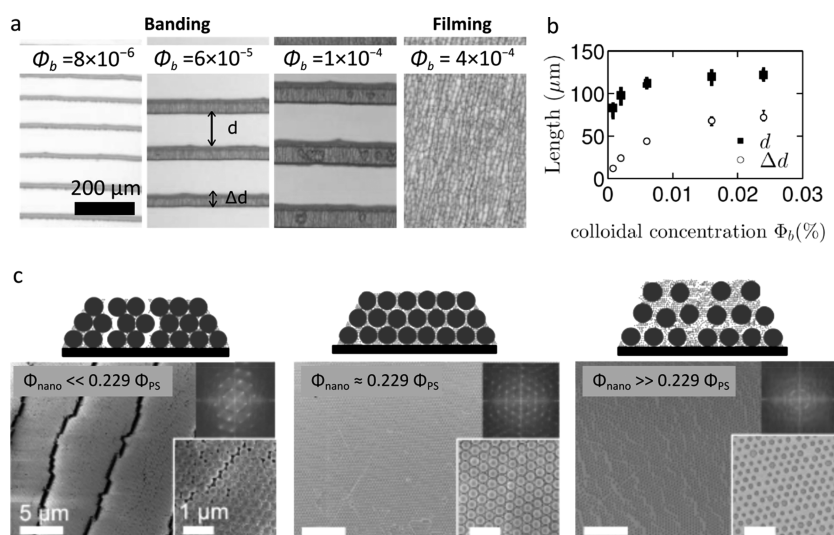 a
Banding
Filming
Φb =8×10⁻⁶
Φb =6×10⁻⁵
Φb =1×10⁻⁴
Φb = 4×10⁻⁴
d
200 μm
Δd
b
150
100
50
0
Length (μm)
d
Δd
0
0.01
0.02
0.03
colloidal concentration Φb(%)
c
Φnano << 0.229 ΦPS
Φnano ≈ 0.229 ΦPS
Φnano >> 0.229 ΦPS
5 μm
1 μm